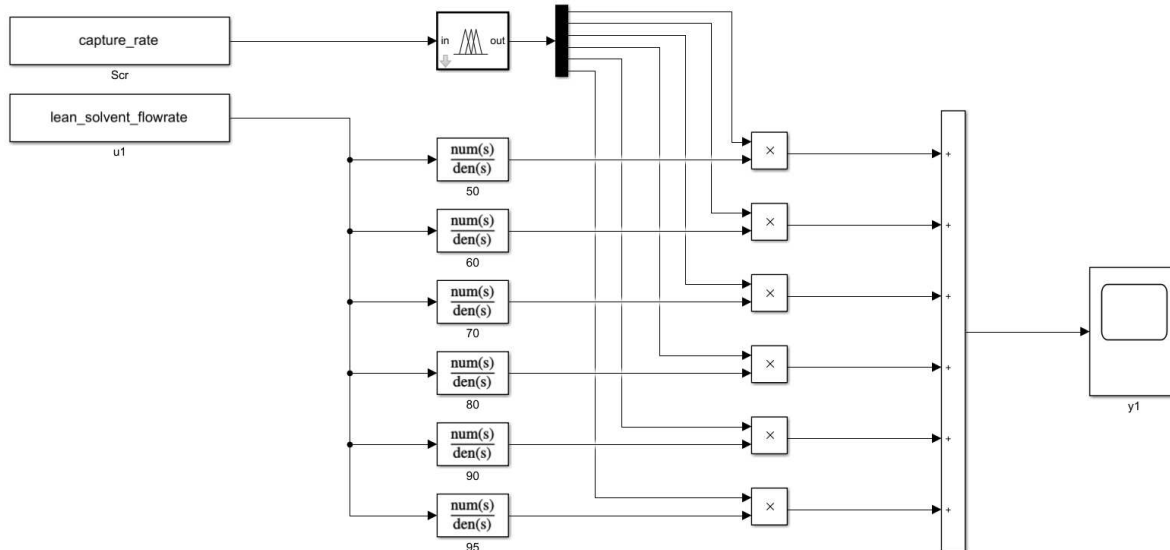 capture_rate
Scr
in
out
lean_solvent_flowrate
u1
num(s)
den(s)
50
×
+
num(s)
den(s)
60
×
+
num(s)
den(s)
70
×
+
num(s)
den(s)
80
×
+
num(s)
den(s)
90
×
+
num(s)
den(s)
95
×
+
y1